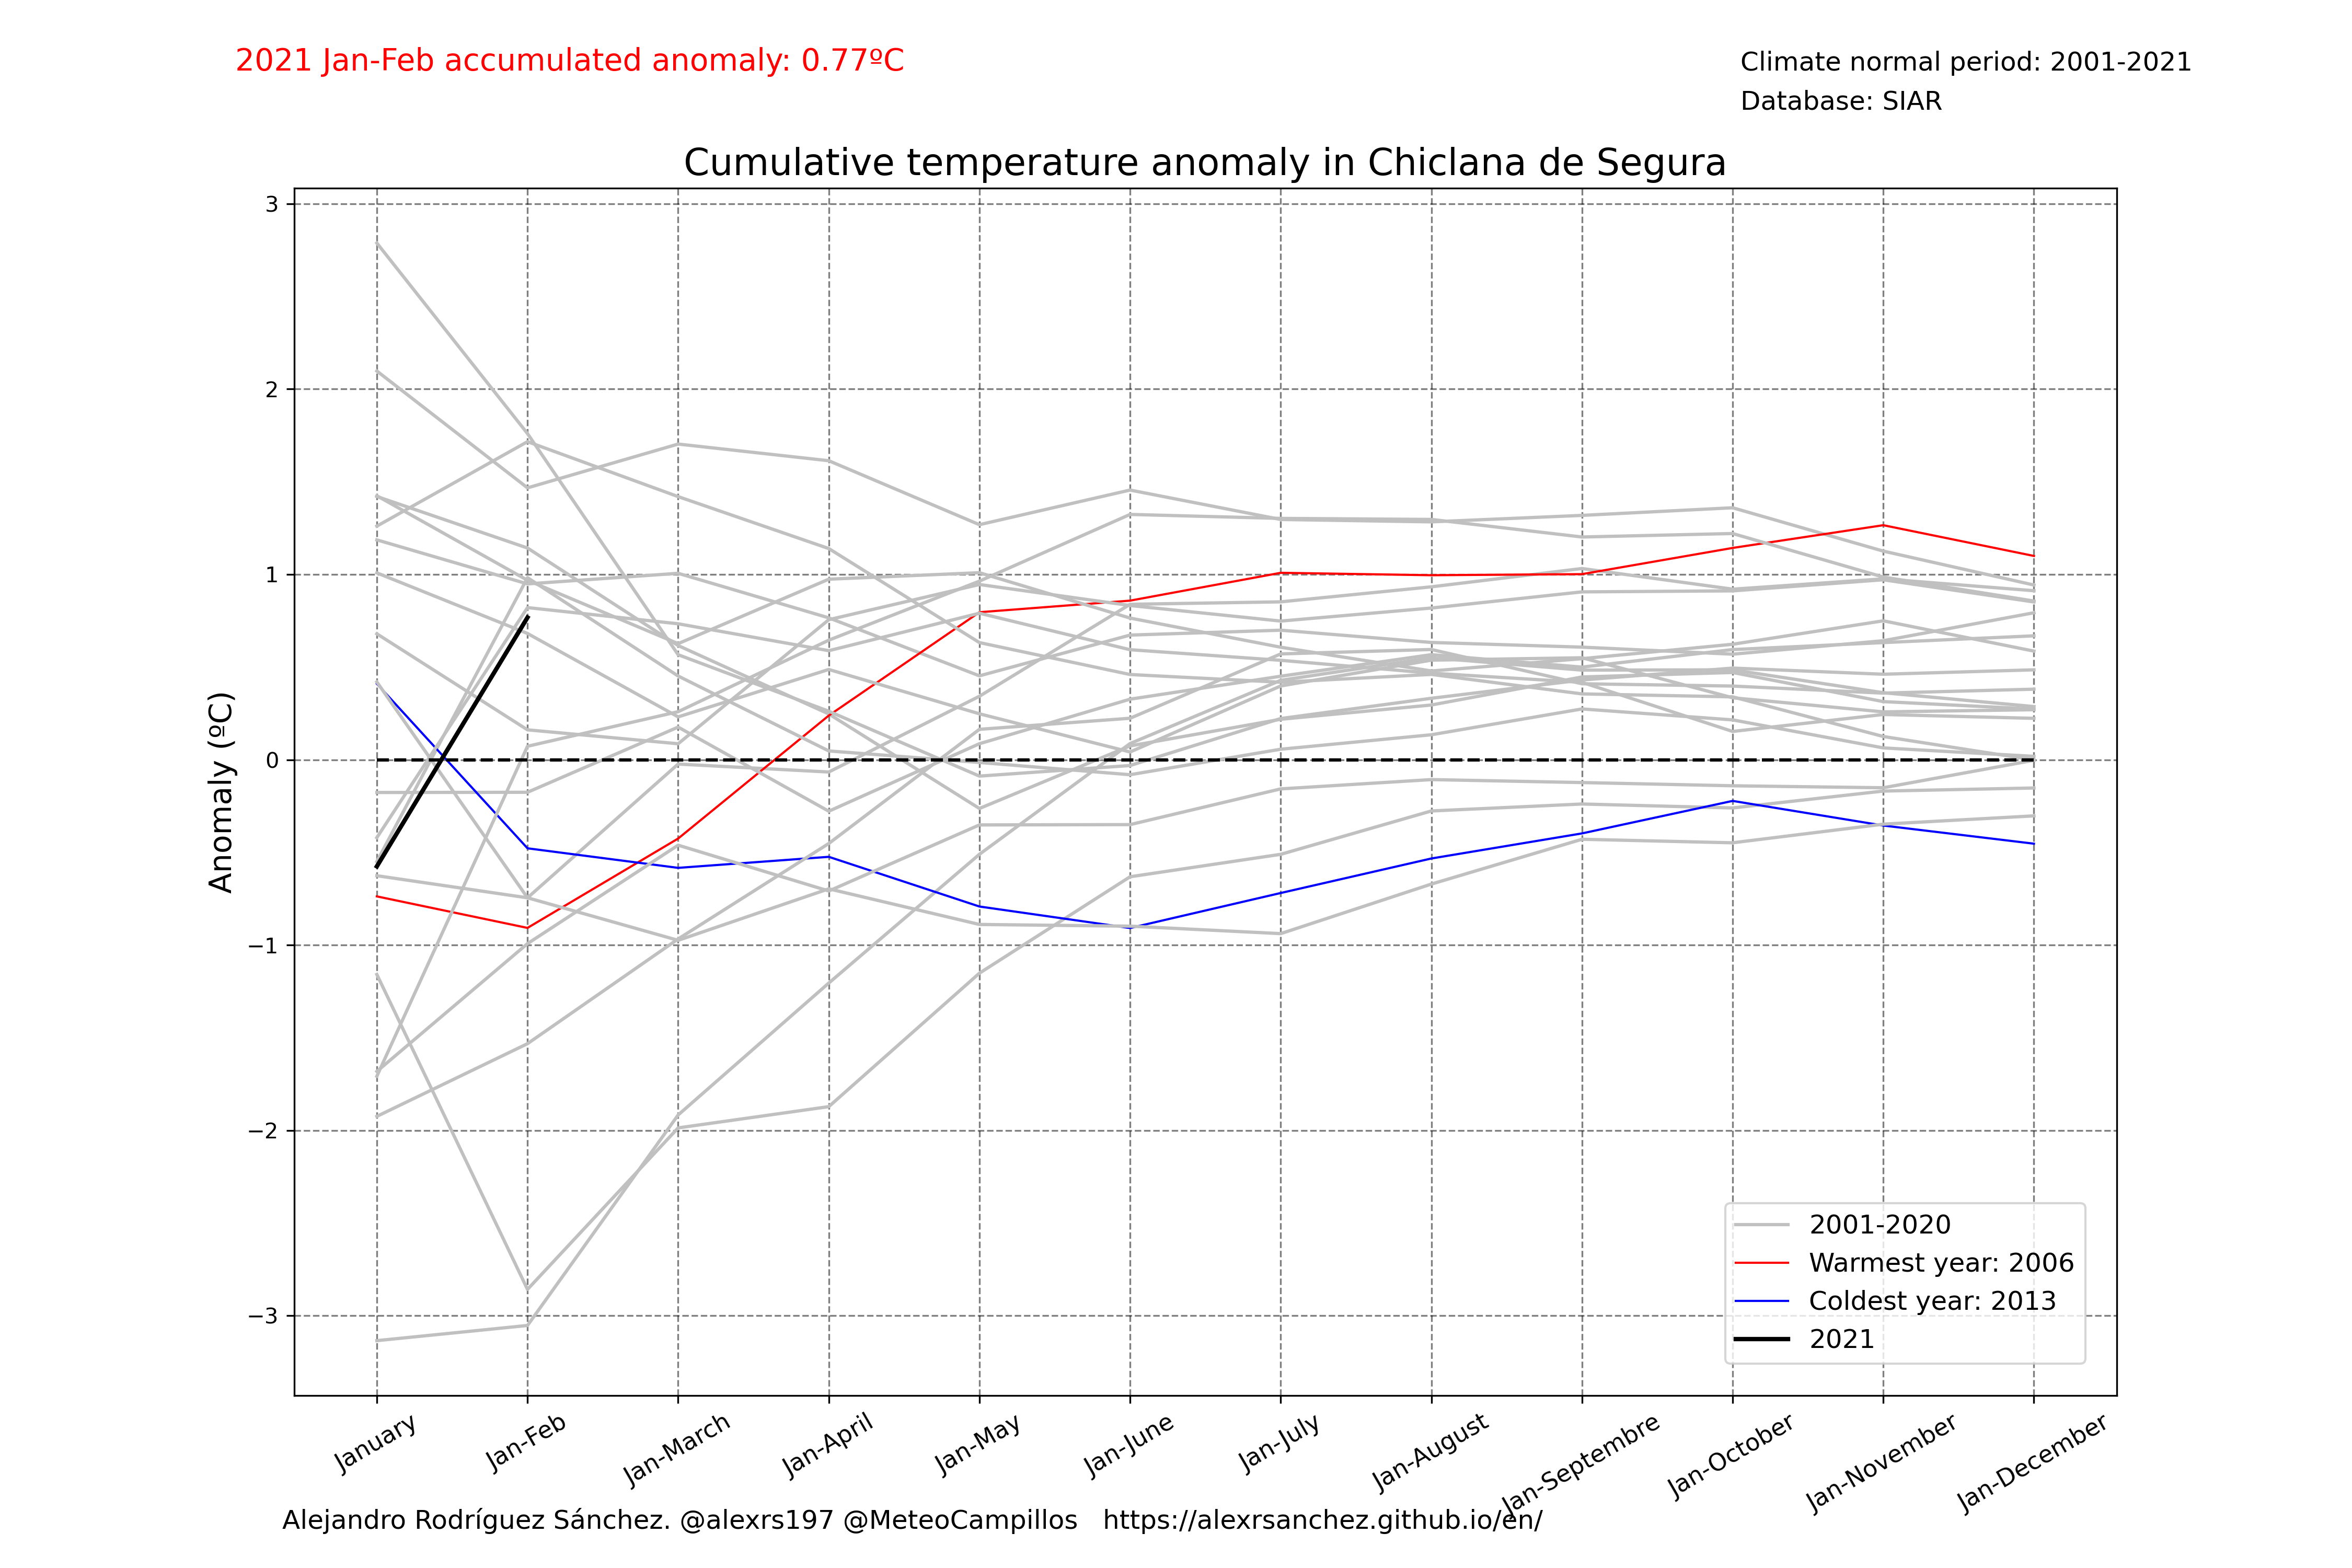 2021 Jan-Feb accumulated anomaly: 0.77ºC
Climate normal period: 2001-2021
Database: SIAR
Cumulative temperature anomaly in Chiclana de Segura
3
2
1
0
−1
−2
−3
Anomaly (ºC)
2001-2020
Warmest year: 2006
Coldest year: 2013
2021
January
Jan-Feb
Jan-March
Jan-April
Jan-May
Jan-June
Jan-July
Jan-August
Jan-Septembre
Jan-October
Jan-November
Jan-December
Alejandro Rodríguez Sánchez. @alexrs197 @MeteoCampillos https://alexrsanchez.github.io/en/